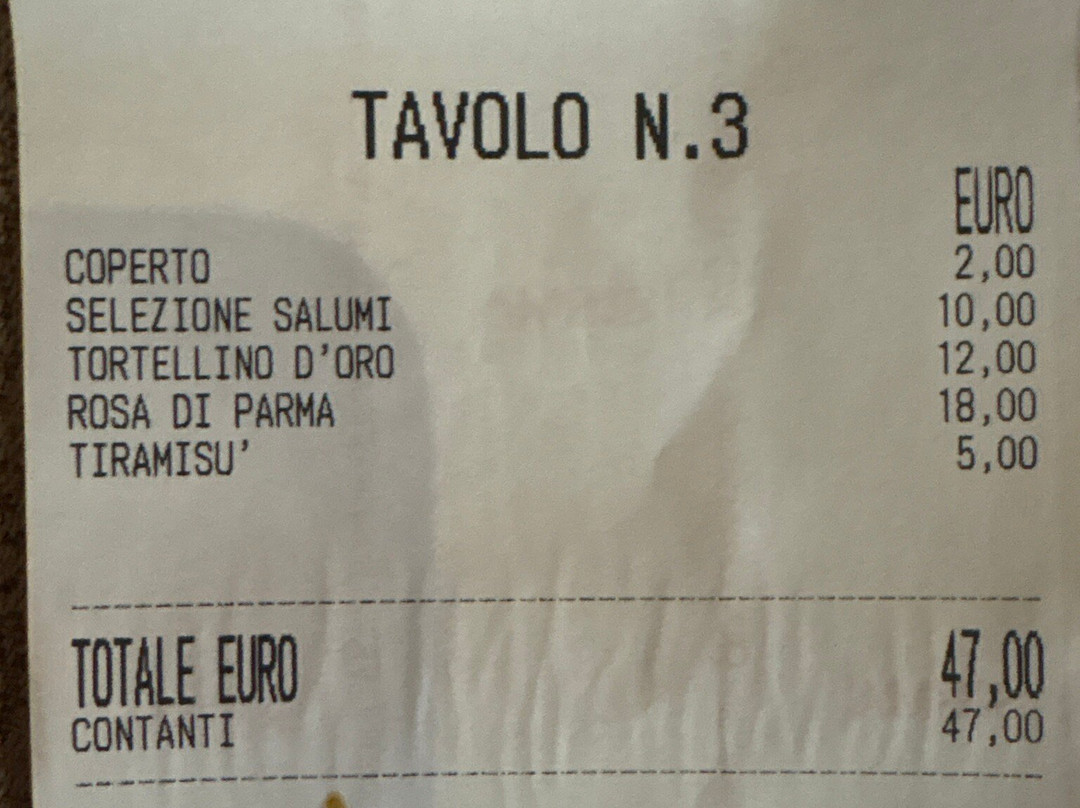 TAVOLO N.3
EURO
COPERTO 2,00
SELEZIONE SALUMI 10,00
TORTELLINO D'ORO 12,00
ROSA DI PARMA 18,00
TIRAMISU' 5,00
TOTALE EURO 47,00
CONTANTI 47,00